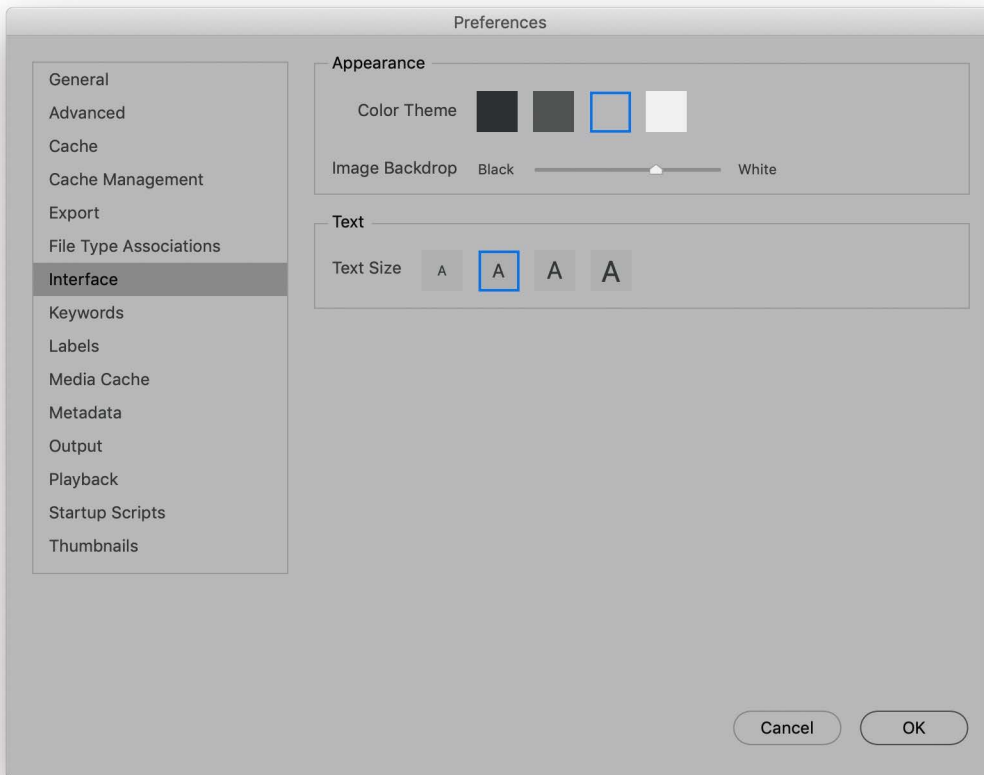 Preferences
General
Advanced
Cache
Cache Management
Export
File Type Associations
Interface
Keywords
Labels
Media Cache
Metadata
Output
Playback
Startup Scripts
Thumbnails
Appearance
Color Theme
Image Backdrop Black White
Text
Text Size A A A A
Cancel OK